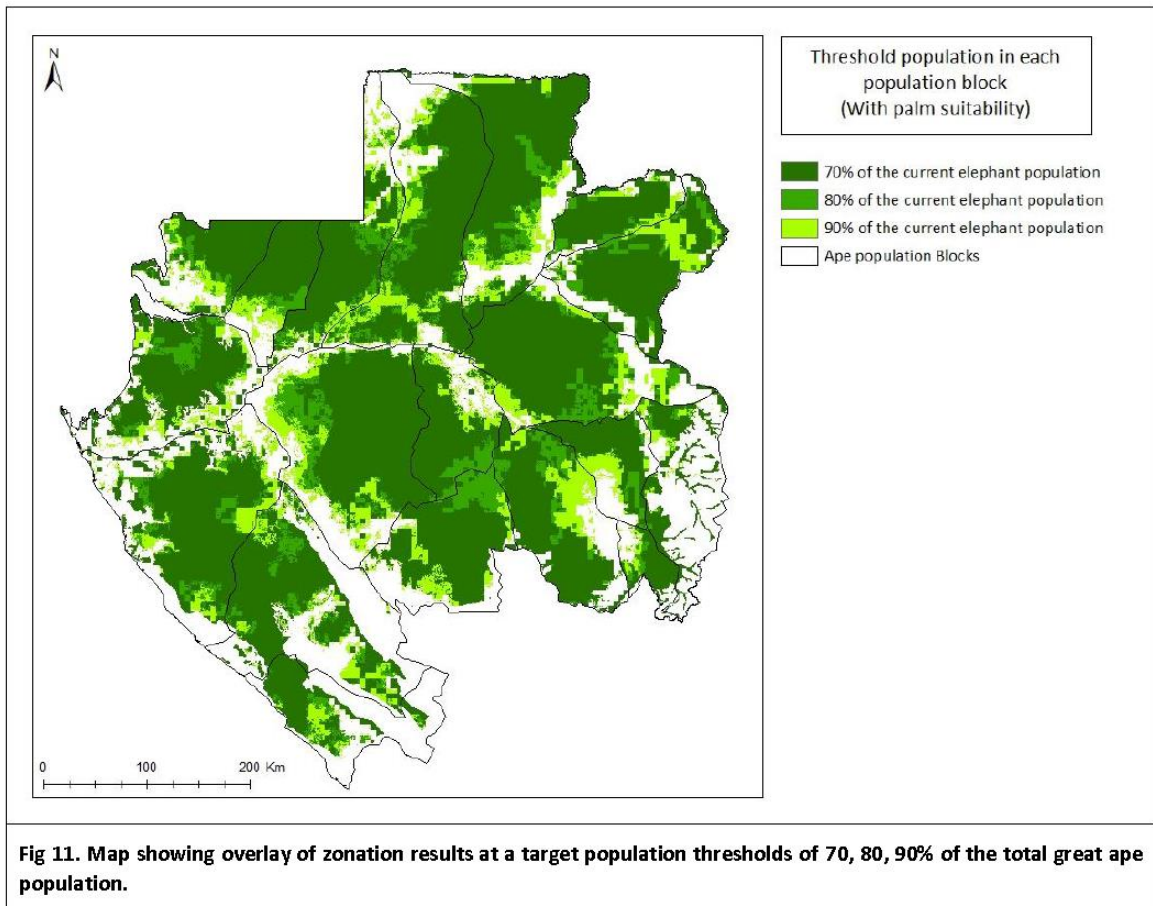 N
Threshold population in each
population block
(With palm suitability)
70% of the current elephant population
80% of the current elephant population
90% of the current elephant population
Ape population Blocks
0 100 200 Km
Fig 11. Map showing overlay of zonation results at a target population thresholds of 70, 80, 90% of the total great ape
population.